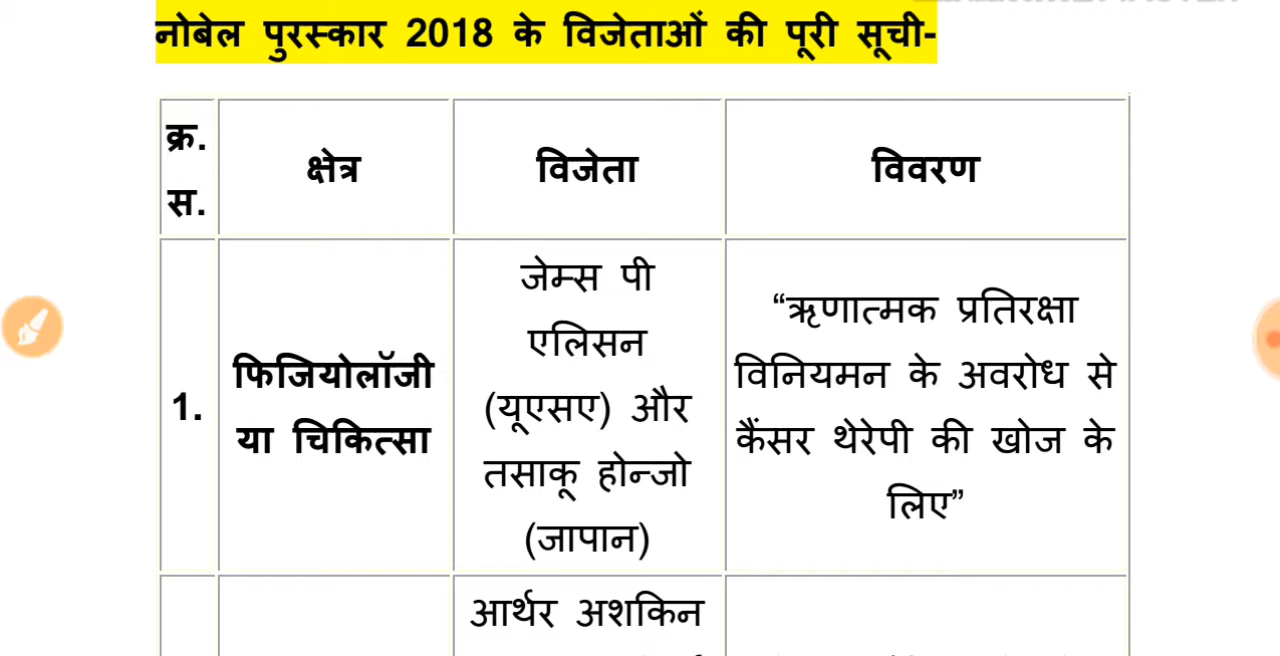 नोबेल पुरस्कार 2018 के विजेताओं की पूरी सूची-
क्र.
स.
क्षेत्र
विजेता
विवरण
1.
फिजियोलॉजी
या चिकित्सा
जेम्स पी
एलिसन
(यूएसए) और
तसाकू होन्जो
(जापान)
“ऋणात्मक प्रतिरक्षा
विनियमन के अवरोध से
कैंसर थेरेपी की खोज के
लिए”
आर्थर अशकिन